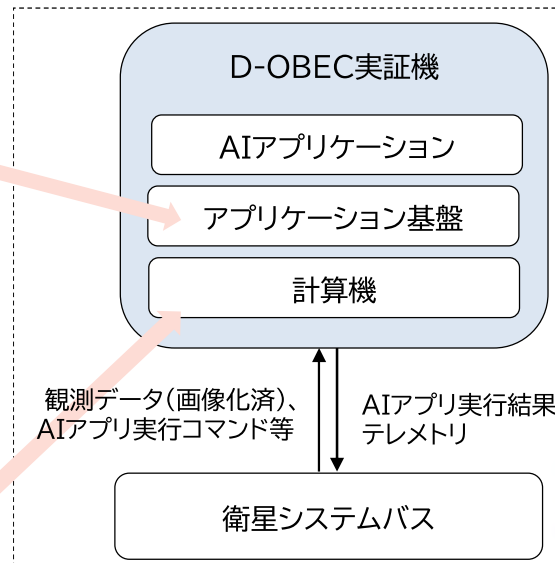 D-OBEC実証機
AIアプリケーション
アプリケーション基盤
計算機
観測データ(画像化済)、
AIアプリ実行コマンド等
AIアプリ実行結果
テレメトリ
衛星システムバス